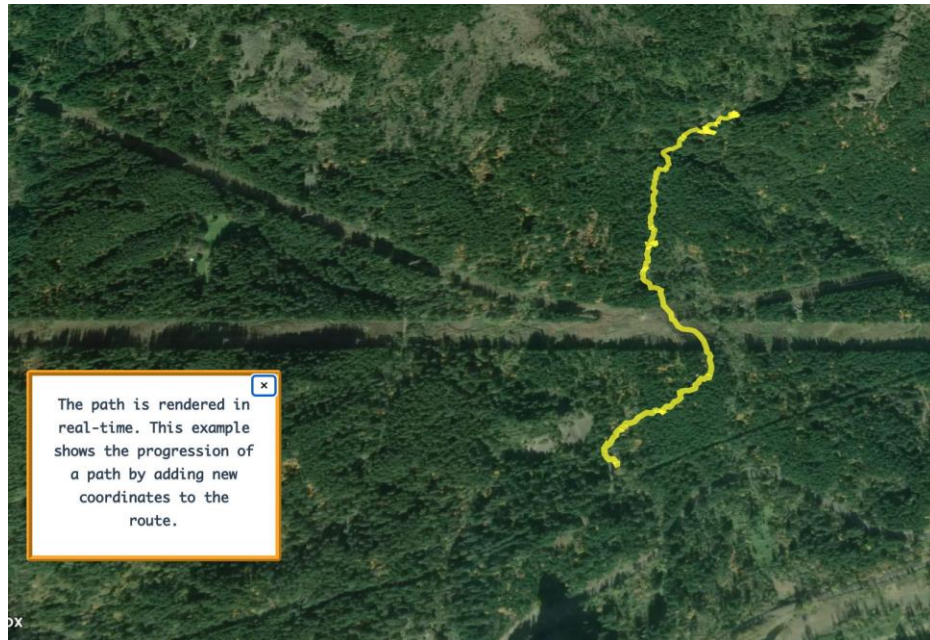 ×
The path is rendered in
real-time. This example
shows the progression of
a path by adding new
coordinates to the
route.
ox